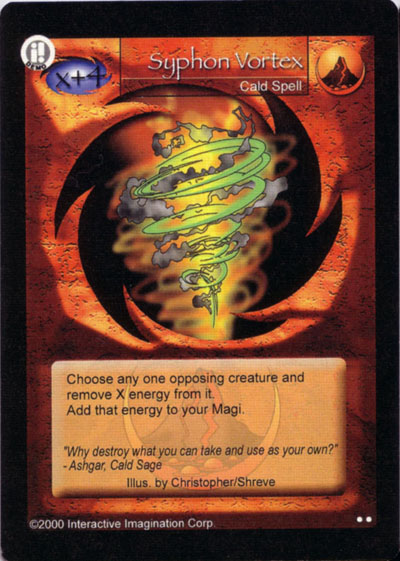 i!
DEMO
x+4
Syphon Vortex
Cald Spell
Choose any one opposing creature and
remove X energy from it.
Add that energy to your Magi.
"Why destroy what you can take and use as your own?"
- Ashgar, Cald Sage
Illus. by Christopher/Shreve
©2000 Interactive Imagination Corp.